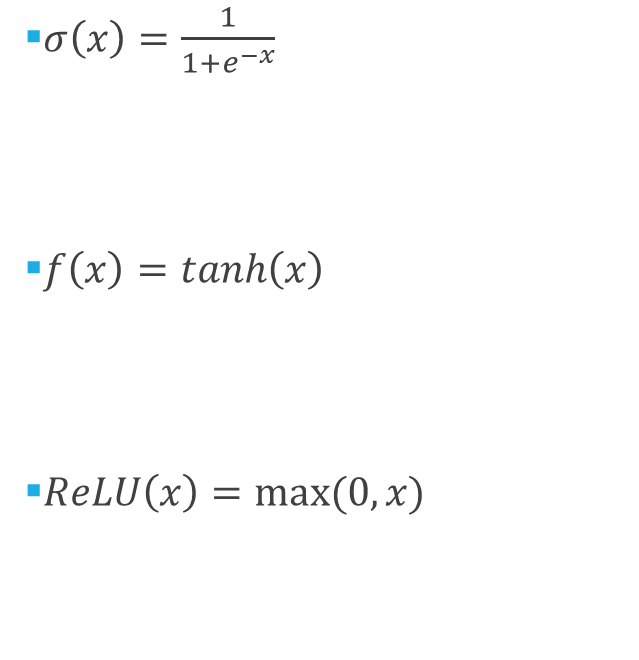 ▪σ(x) = 1/(1+e^{−x})
▪f(x) = tanh(x)
▪ReLU(x) = max(0, x)